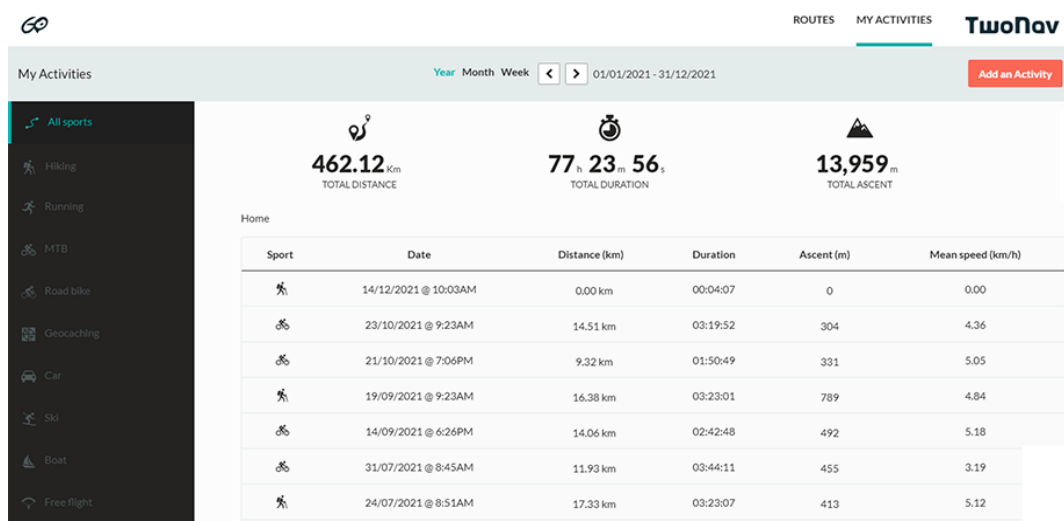 ROUTES MY ACTIVITIES TwoNav
My Activities Year Month Week 01/01/2021 - 31/12/2021 Add an Activity
All sports
Hiking
Running
MTB
Road bike
Geocaching
Car
Ski
Boat
Free flight
462.12 Km
TOTAL DISTANCE
77 h 23 m 56 s
TOTAL DURATION
13,959 m
TOTAL ASCENT
Home
Sport Date Distance (km) Duration Ascent (m) Mean speed (km/h)
14/12/2021 @ 10:03AM 0.00 km 00:04:07 0 0.00
23/10/2021 @ 9:23AM 14.51 km 03:19:52 304 4.36
21/10/2021 @ 7:06PM 9.32 km 01:50:49 331 5.05
19/09/2021 @ 9:23AM 16.38 km 03:23:01 789 4.84
14/09/2021 @ 6:26PM 14.06 km 02:42:48 492 5.18
31/07/2021 @ 8:45AM 11.93 km 03:44:11 455 3.19
24/07/2021 @ 8:51AM 17.33 km 03:23:07 413 5.12